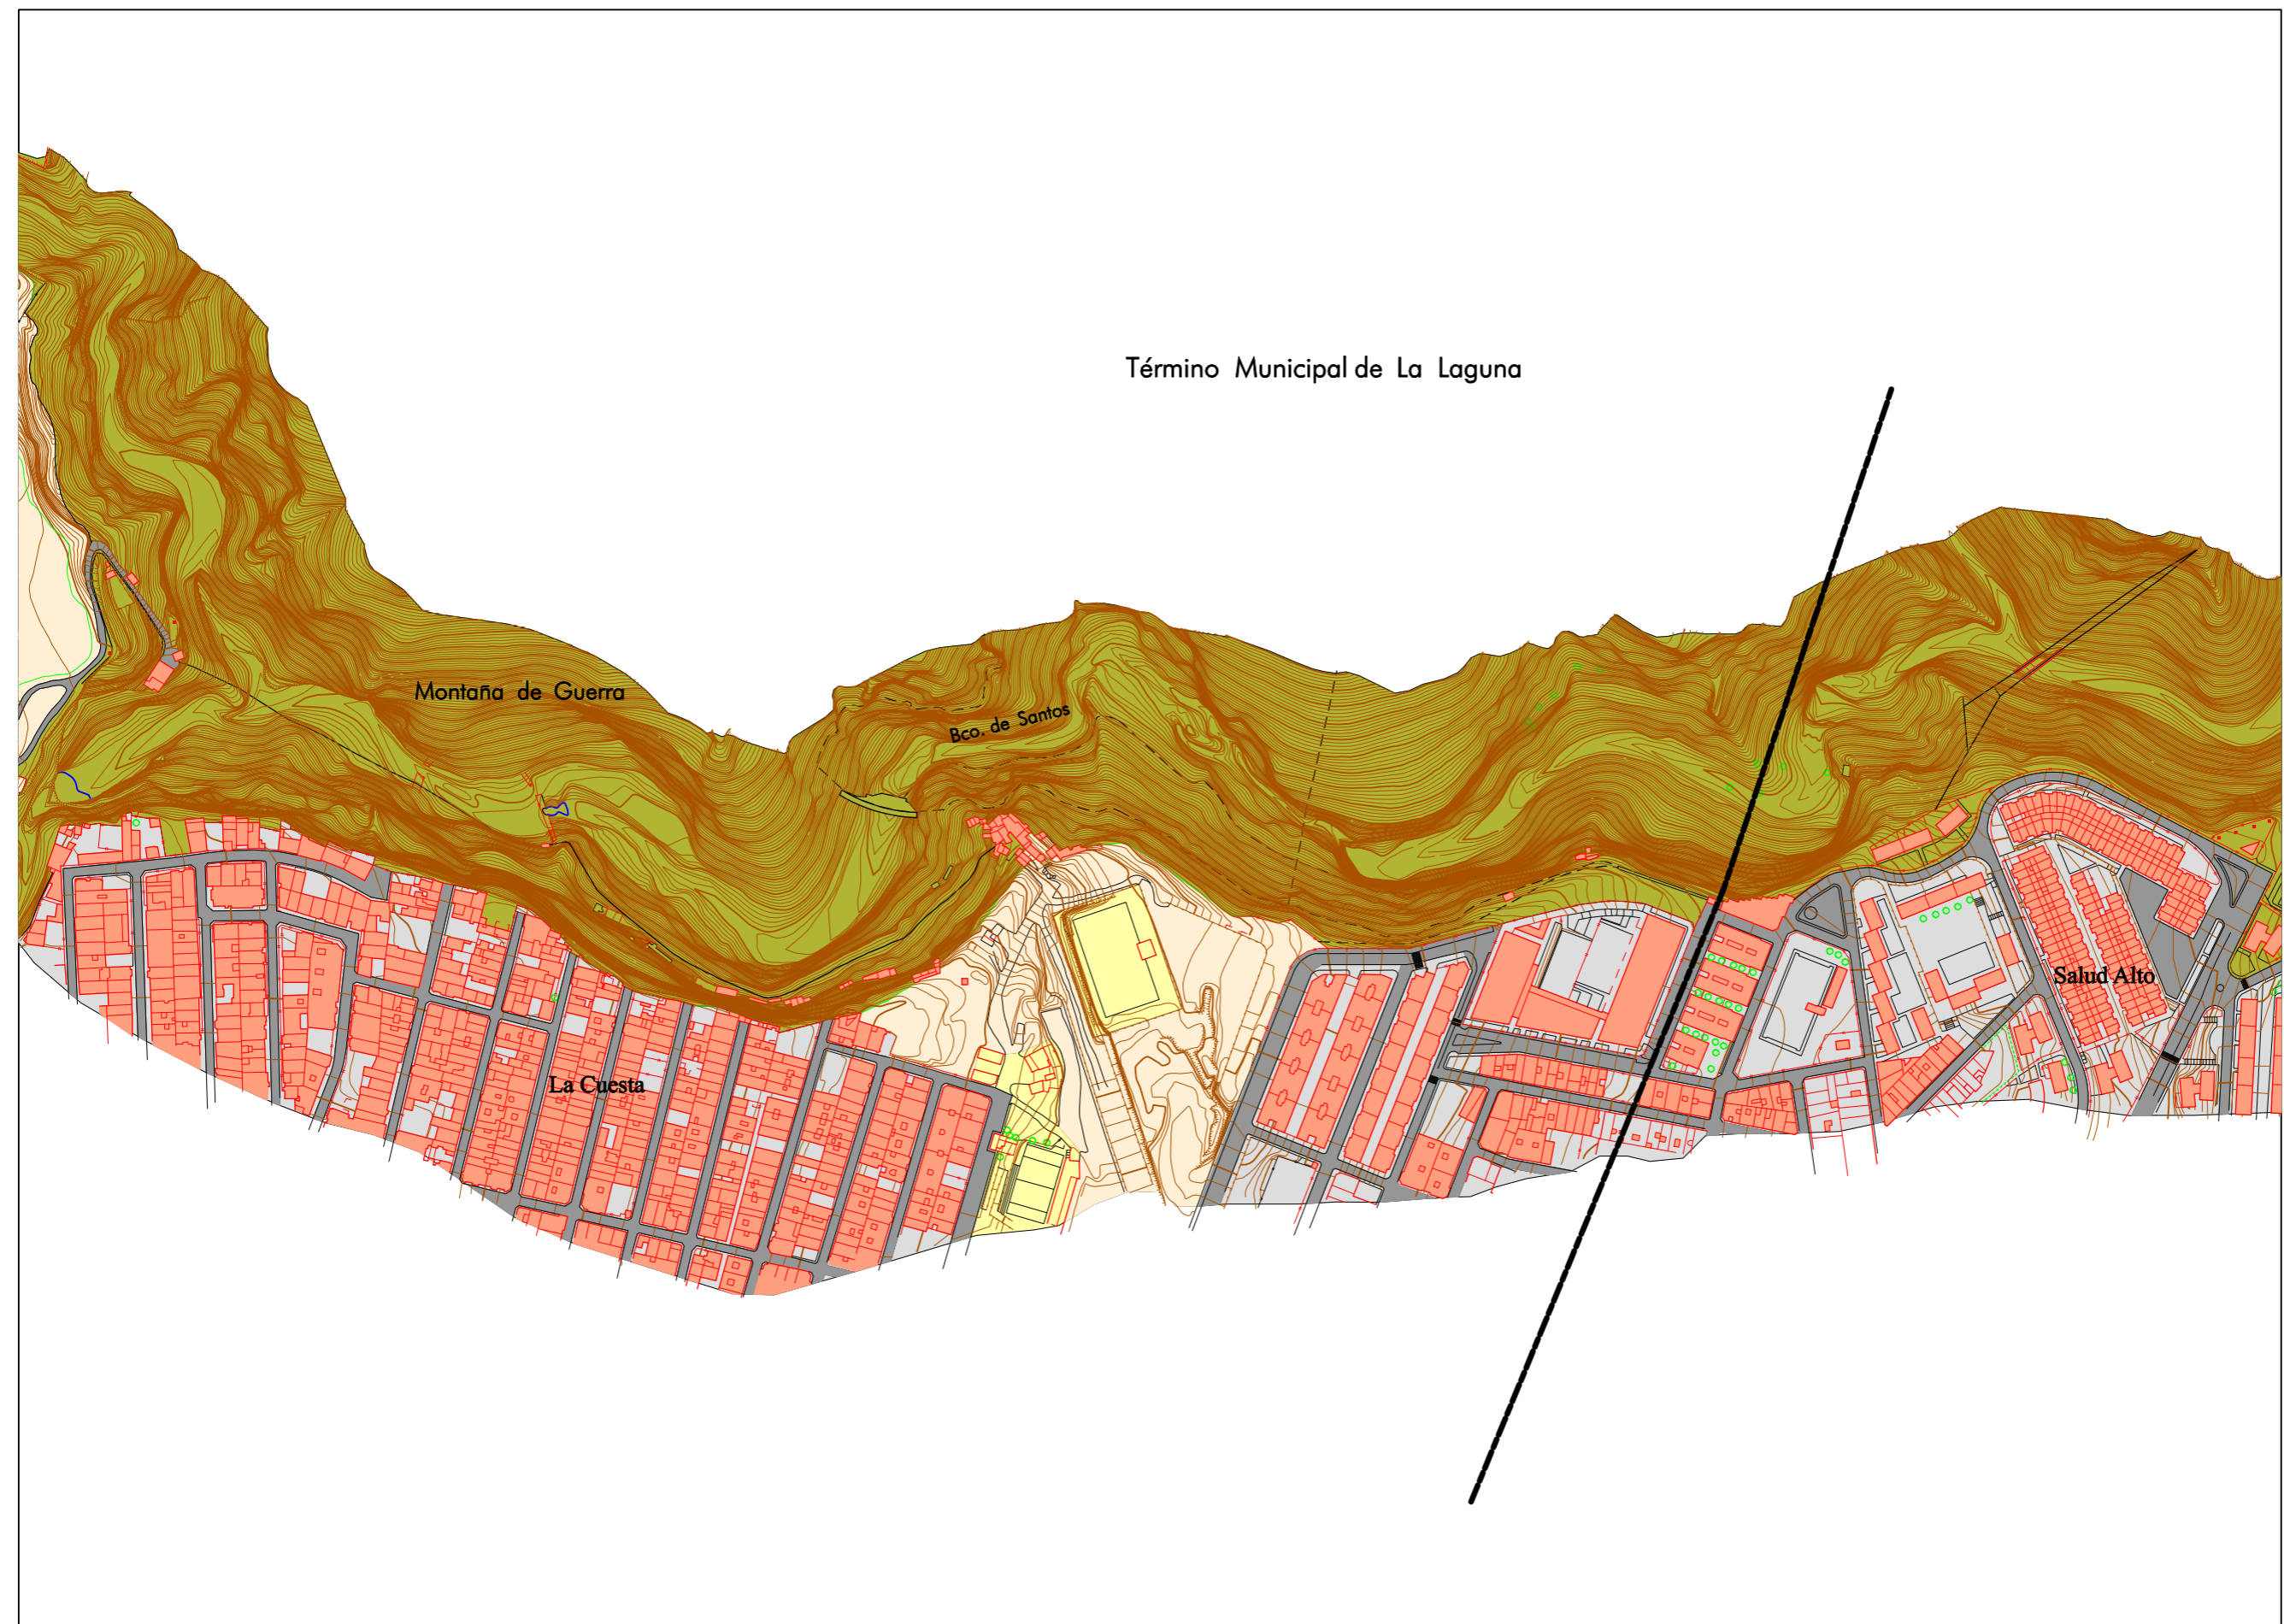 Término Municipal de La Laguna
Montaña de Guerra
Bco. de Santos
Salud Alto
La Cuesta